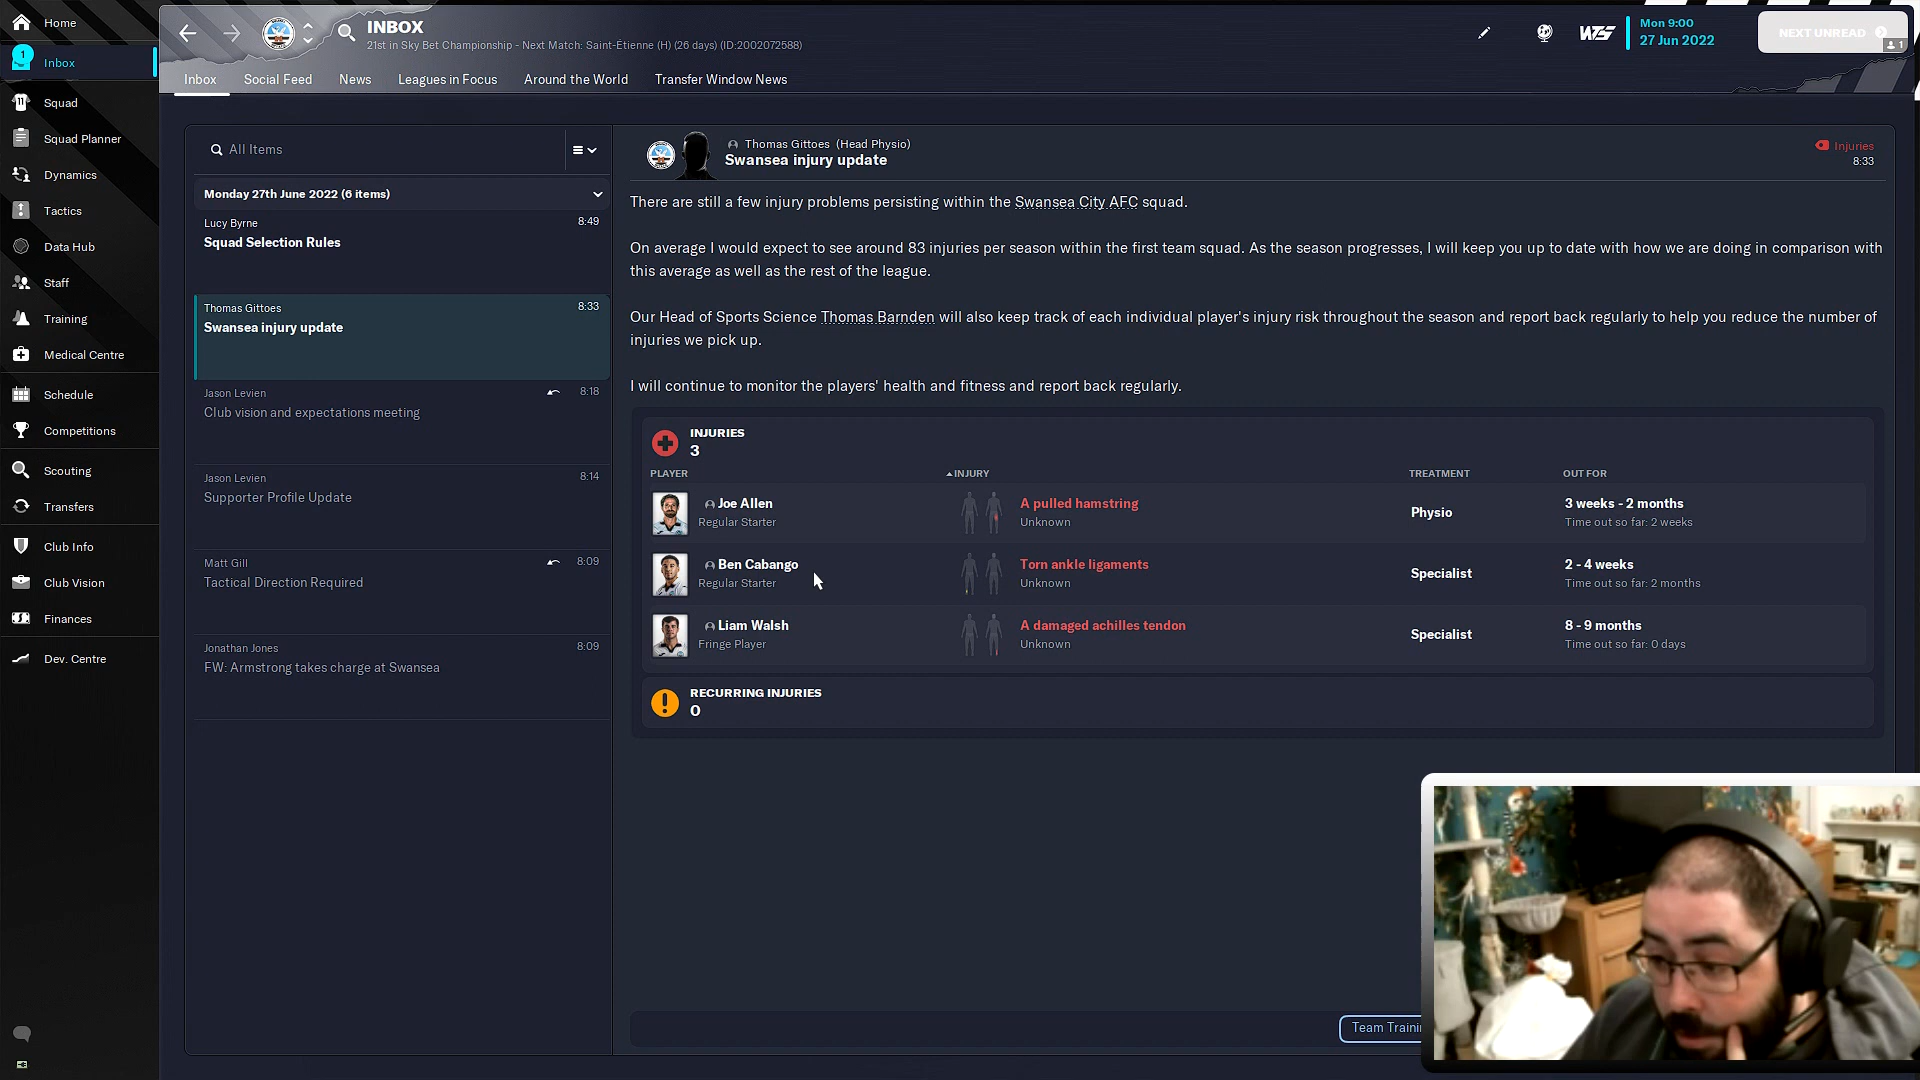 Home
1
Inbox
Squad
Squad Planner
Dynamics
Tactics
Data Hub
Staff
Training
Medical Centre
Schedule
Competitions
Scouting
Transfers
Club Info
Club Vision
Finances
Dev. Centre
INBOX
21st in Sky Bet Championship - Next Match: Saint-Étienne (H) (26 days) (ID:2002072588)
Mon 9:00
27 Jun 2022
NEXT UNREAD
1
Inbox
Social Feed
News
Leagues in Focus
Around the World
Transfer Window News
All Items
Monday 27th June 2022 (6 items)
Lucy Byrne 8:49
Squad Selection Rules
Thomas Gittoes 8:33
Swansea injury update
Jason Levien 8:18
Club vision and expectations meeting
Jason Levien 8:14
Supporter Profile Update
Matt Gill 8:09
Tactical Direction Required
Jonathan Jones 8:09
FW: Armstrong takes charge at Swansea
Thomas Gittoes (Head Physio)
Swansea injury update
Injuries
8:33
There are still a few injury problems persisting within the Swansea City AFC squad.
On average I would expect to see around 83 injuries per season within the first team squad. As the season progresses, I will keep you up to date with how we are doing in comparison with
this average as well as the rest of the league.
Our Head of Sports Science Thomas Barnden will also keep track of each individual player's injury risk throughout the season and report back regularly to help you reduce the number of
injuries we pick up.
I will continue to monitor the players' health and fitness and report back regularly.
INJURIES
3
PLAYER INJURY TREATMENT OUT FOR
Joe Allen A pulled hamstring Physio 3 weeks - 2 months
Regular Starter Unknown Time out so far: 2 weeks
Ben Cabango Torn ankle ligaments Specialist 2 - 4 weeks
Regular Starter Unknown Time out so far: 2 months
Liam Walsh A damaged achilles tendon Specialist 8 - 9 months
Fringe Player Unknown Time out so far: 0 days
RECURRING INJURIES
0
Team Traini